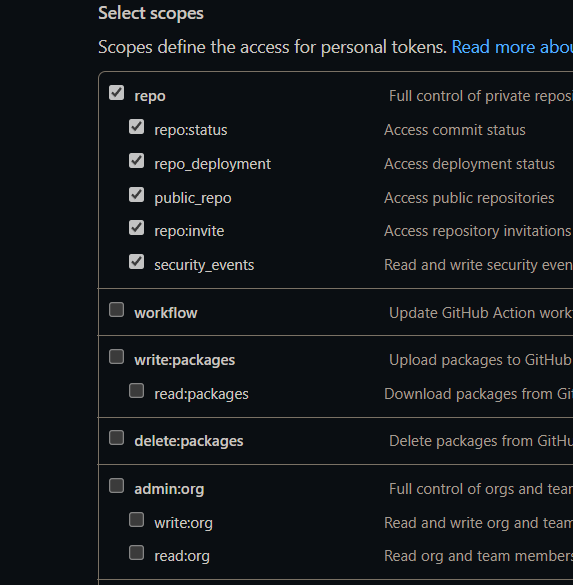 Select scopes
Scopes define the access for personal tokens. Read more abou
repo Full control of private repos
repo:status Access commit status
repo_deployment Access deployment status
public_repo Access public repositories
repo:invite Access repository invitations
security_events Read and write security even
workflow Update GitHub Action work
write:packages Upload packages to GitHub
read:packages Download packages from Git
delete:packages Delete packages from GitHu
admin:org Full control of orgs and team
write:org Read and write org and team
read:org Read org and team members